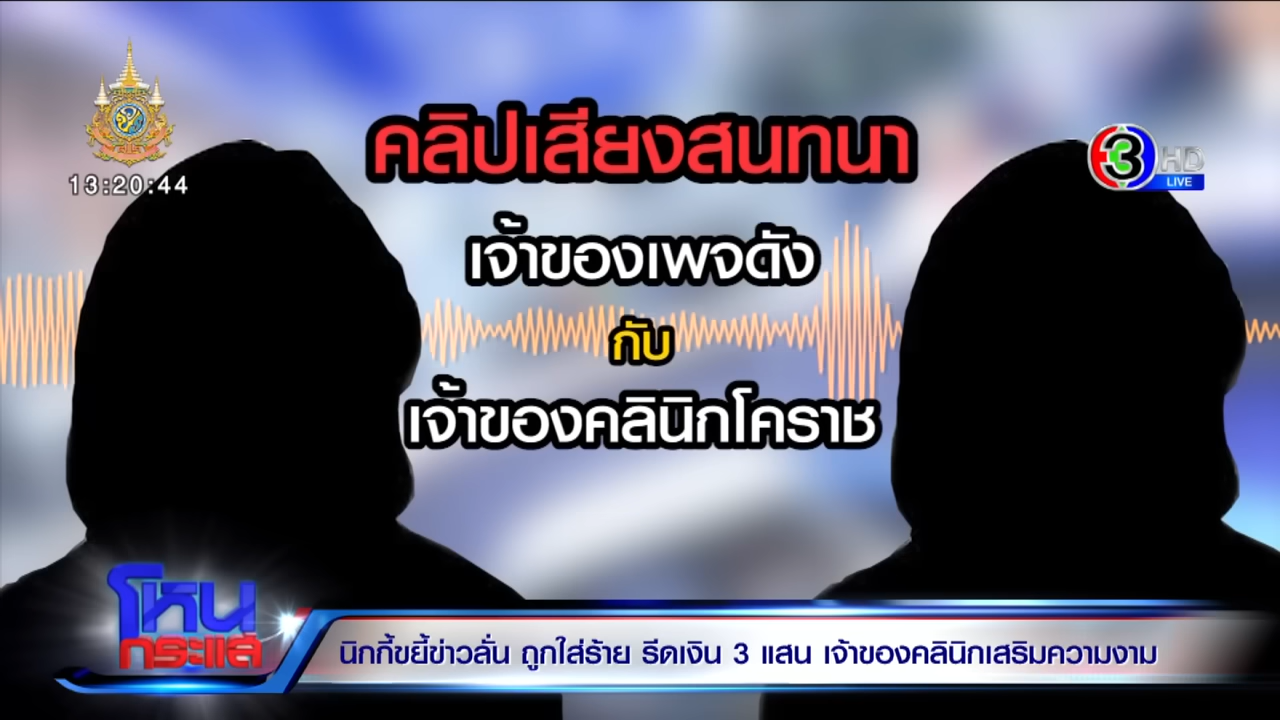 คลิปเสียงสนทนา
3 HD
LIVE
13:20:44
เจ้าของเพจดัง
กับ
เจ้าของคลินิกโคราช
โหนกระแส
นิกกี้ขยี้ข่าวลั่น ถูกใส่ร้าย รีดเงิน 3 แสน เจ้าของคลินิกเสริมความงาม